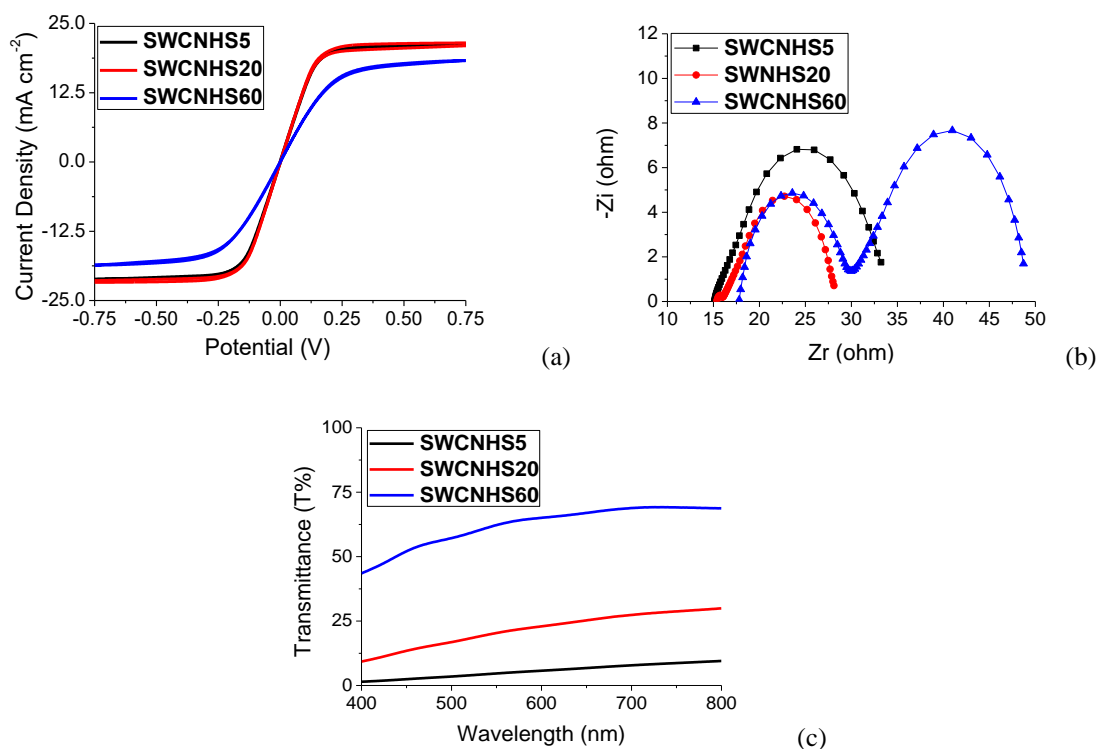 25.0
12.5
0.0
-12.5
-25.0
Current Density (mA cm-2)
SWCNHS5
SWCNHS20
SWCNHS60
-0.75 -0.50 -0.25 0.00 0.25 0.50 0.75
Potential (V)
(a)
-12
8
6
4
2
0
-Zi (ohm)
SWCNHS5
SWNHS20
SWCNHS60
10 15 20 25 30 35 40 45 50
Zr (ohm)
(b)
100
75
50
25
0
Transmittance (T%)
SWCNHS5
SWCNHS20
SWCNHS60
400 500 600 700 800
Wavelength (nm)
(c)